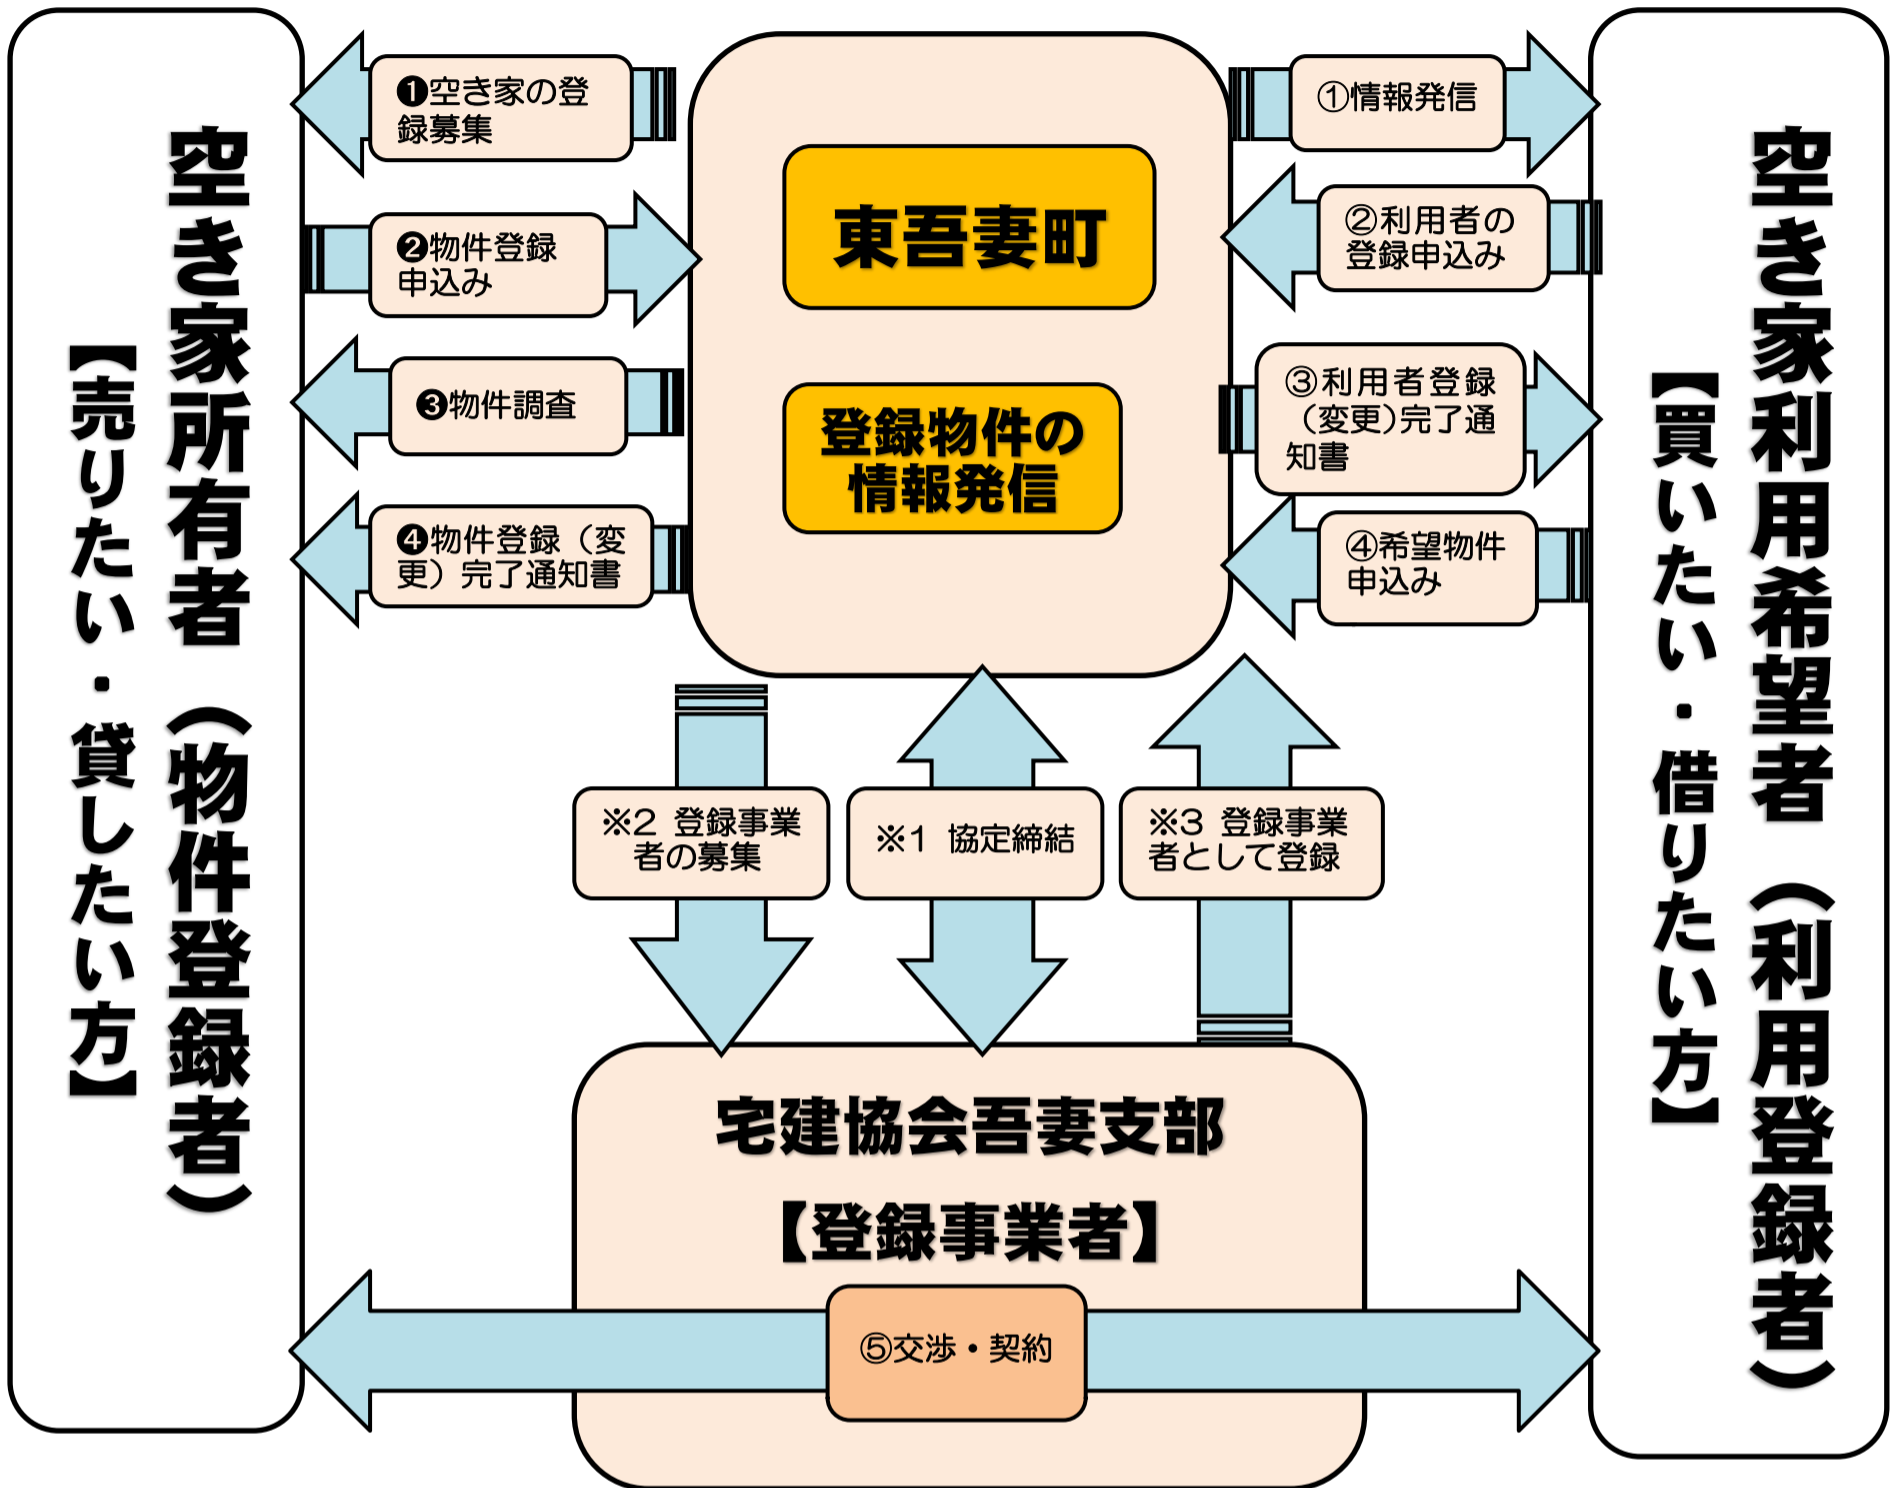 空き家所有者（物件登録者）
【売りたい・貸したい方】
❶空き家の登
録募集
❷物件登録
申込み
❸物件調査
❹物件登録（変
更）完了通知書
東吾妻町
登録物件の
情報発信
①情報発信
②利用者の
登録申込み
③利用者登録
（変更）完了通
知書
④希望物件
申込み
空き家利用希望者（利用登録者）
【買いたい・借りたい方】
※2 登録事業
者の募集
※1 協定締結
※3 登録事業
者として登録
宅建協会吾妻支部
【登録事業者】
⑤交渉・契約